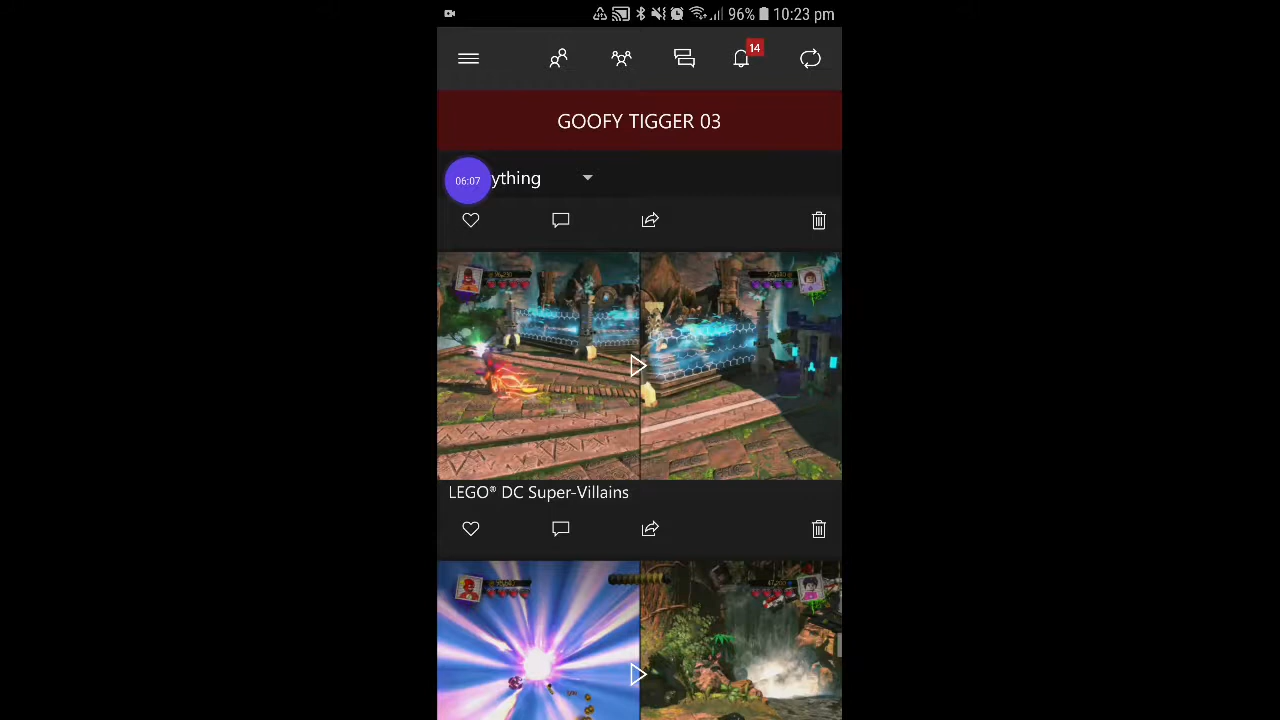 96% 10:23 pm
14
GOOFY TIGGER 03
06:07
ything
LEGO® DC Super-Villains